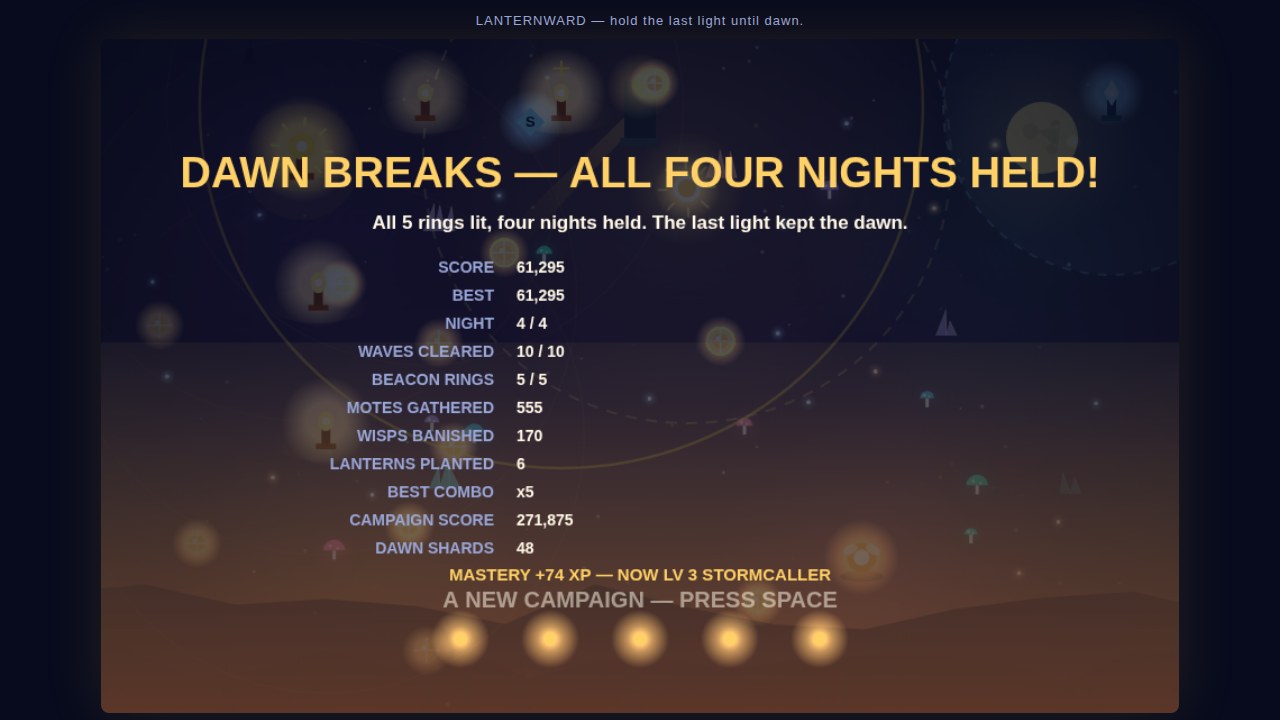 LANTERNWARD — hold the last light until dawn.
S
DAWN BREAKS — ALL FOUR NIGHTS HELD!
All 5 rings lit, four nights held. The last light kept the dawn.
SCORE 61,295
BEST 61,295
NIGHT 4 / 4
WAVES CLEARED 10 / 10
BEACON RINGS 5 / 5
MOTES GATHERED 555
WISPS BANISHED 170
LANTERNS PLANTED 6
BEST COMBO x5
CAMPAIGN SCORE 271,875
DAWN SHARDS 48
MASTERY +74 XP — NOW LV 3 STORMCALLER
A NEW CAMPAIGN — PRESS SPACE